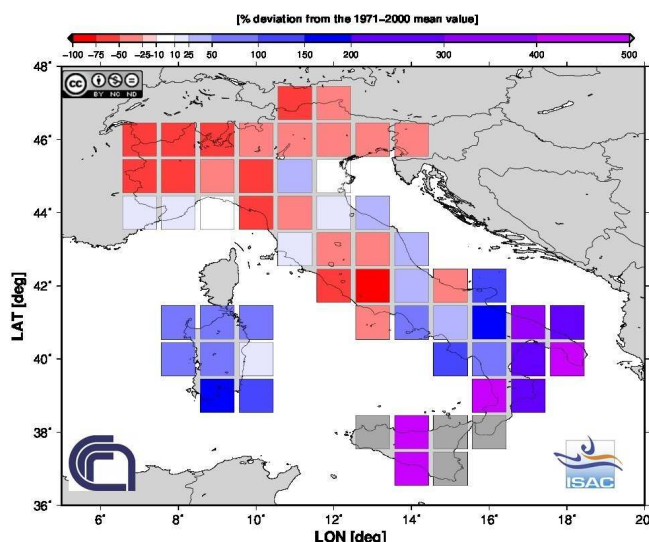 [% deviation from the 1971-2000 mean value]
-100 -75 -50 -25 -10 10 25 50 100 150 200 300 400 500
48°
46°
44°
42°
40°
38°
36°
LAT [deg]
cc
BY NC ND
ISAC
6° 8° 10° 12° 14° 16° 18° 20°
LON [deg]